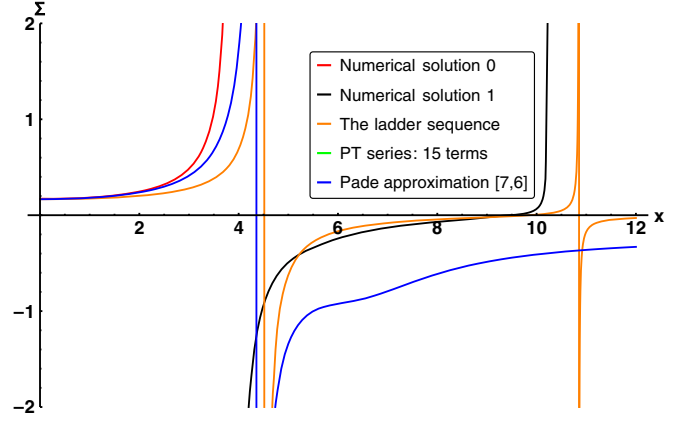 Σ
2
Numerical solution 0
Numerical solution 1
The ladder sequence
PT series: 15 terms
Pade approximation [7,6]
1
2 4 6 8 10 12 x
-1
-2